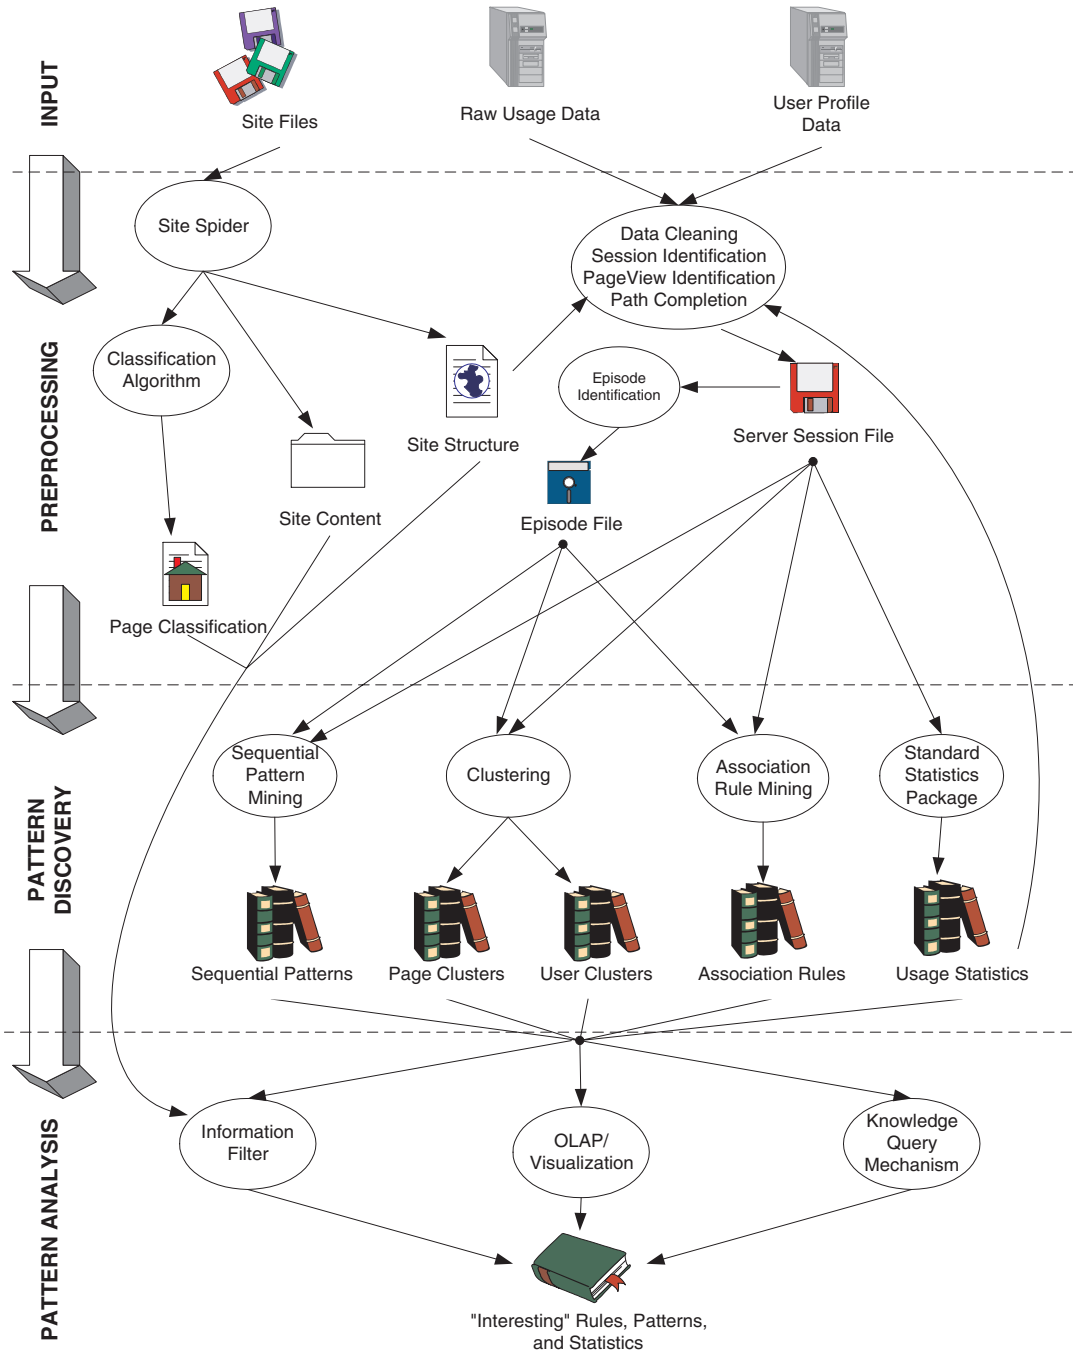 INPUT
Site Files
Raw Usage Data
User Profile
Data
Site Spider
Data Cleaning
Session Identification
PageView Identification
Path Completion
PREPROCESSING
Classification
Algorithm
Episode
Identification
Site Structure
Server Session File
Site Content
Episode File
Page Classification
PATTERN
DISCOVERY
Sequential
Pattern
Mining
Clustering
Association
Rule Mining
Standard
Statistics
Package
Sequential Patterns
Page Clusters
User Clusters
Association Rules
Usage Statistics
PATTERN ANALYSIS
Information
Filter
OLAP/
Visualization
Knowledge
Query
Mechanism
"Interesting" Rules, Patterns,
and Statistics